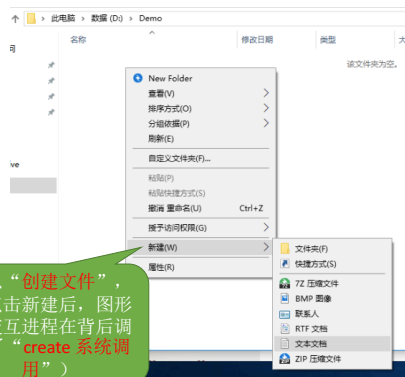 此电脑 › 数据 (D:) › Demo
名称
修改日期
类型
该文件夹为空。
New Folder
查看(V)
排序方式(O)
分组依据(P)
刷新(E)
自定义文件夹(F)...
粘贴(P)
粘贴快捷方式(S)
撤消 重命名(U) Ctrl+Z
授予访问权限(G)
新建(W)
属性(R)
文件夹(F)
快捷方式(S)
7Z 压缩文件
BMP 图像
联系人
RTF 文档
文本文档
ZIP 压缩文件
“创建文件”，
击新建后，图形
交互进程在背后调
“create 系统调
用”）